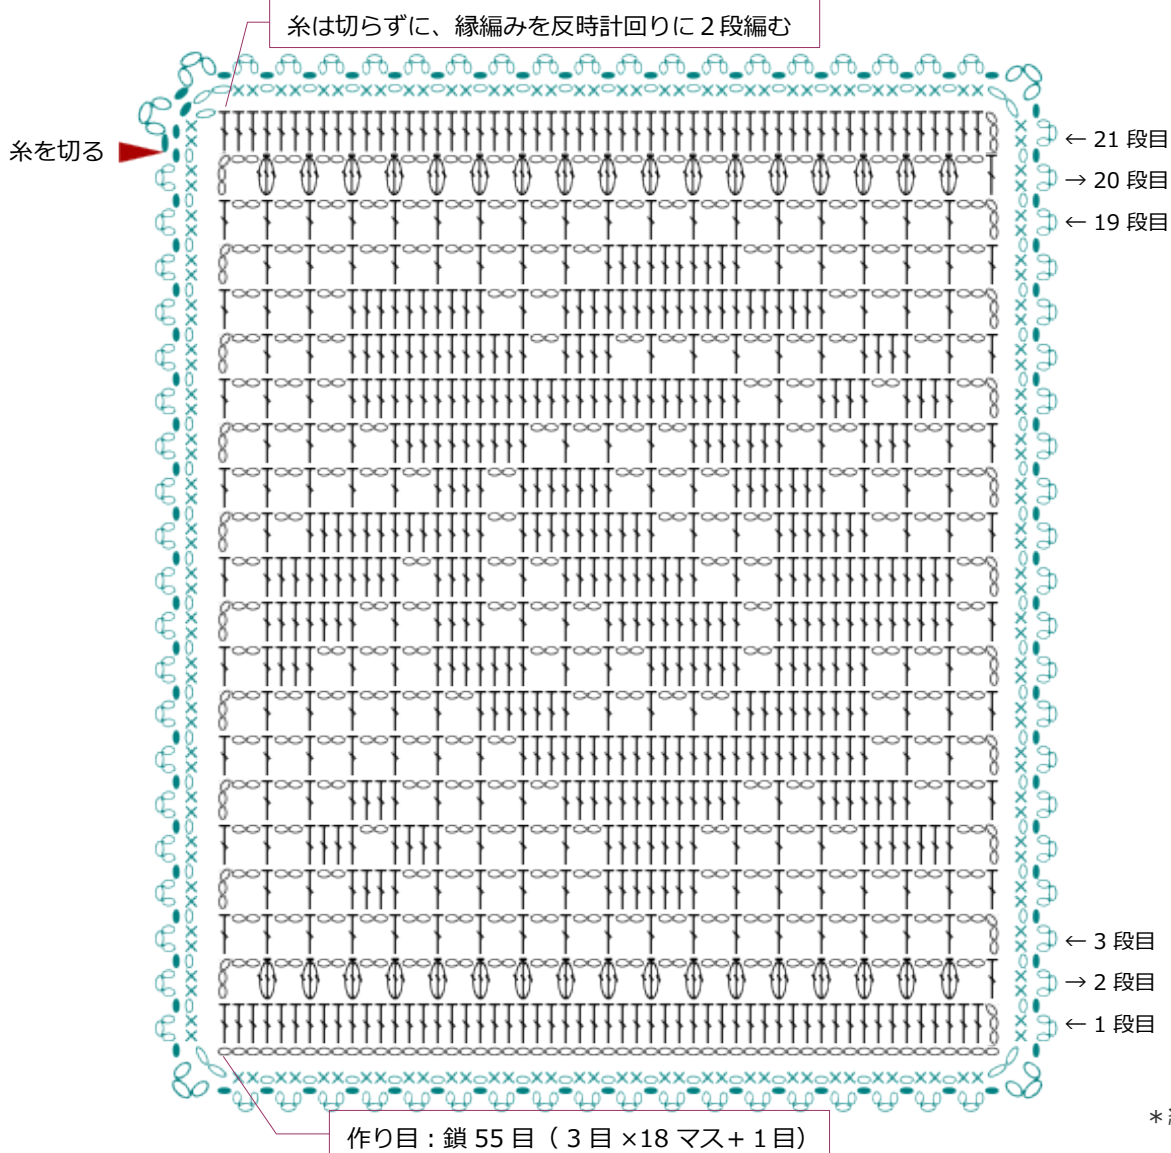 糸は切らずに、縁編みを反時計回りに２段編む
糸を切る
← 21 段目
→ 20 段目
← 19 段目
← 3 段目
→ 2 段目
← 1 段目
作り目：鎖 55 目（ 3 目 ×18 マス＋ 1 目）
＊